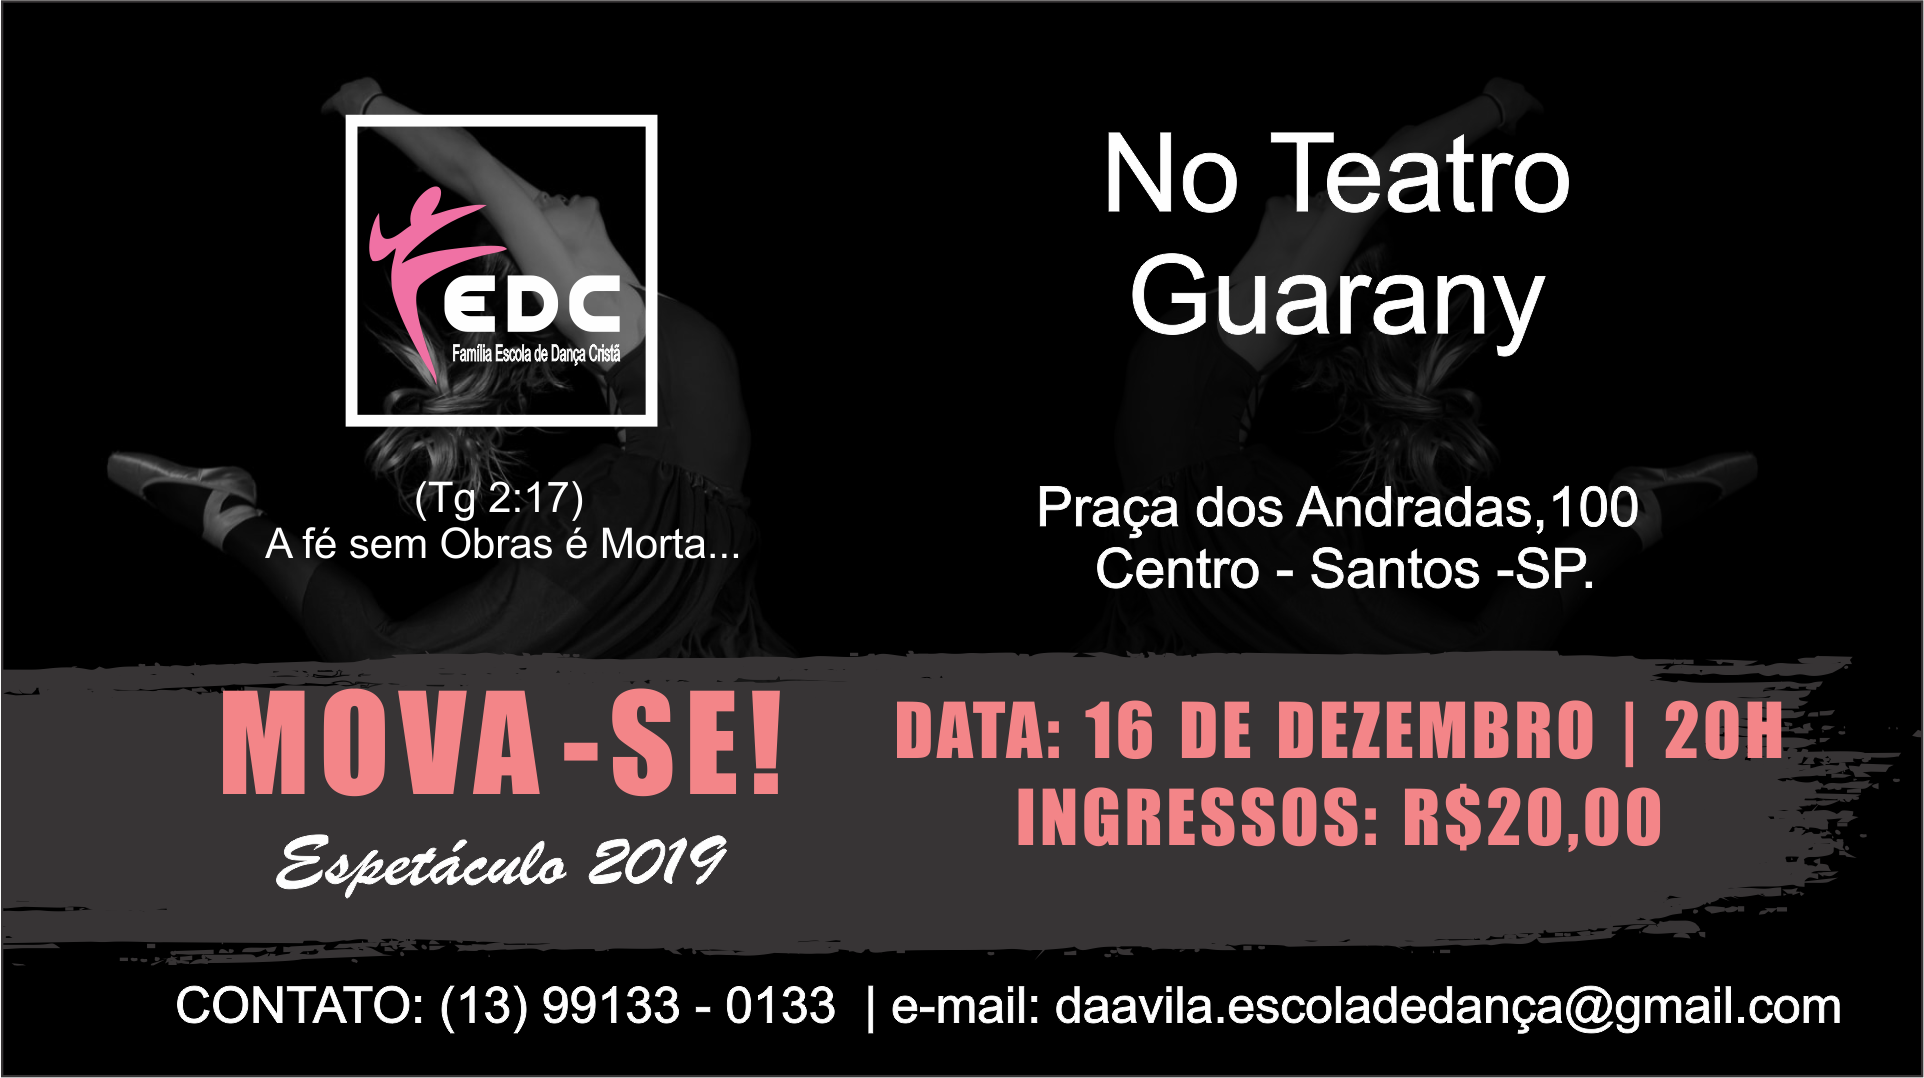 EDC
Família Escola de Dança Cristã
(Tg 2:17)
A fé sem Obras é Morta...
No Teatro
Guarany
Praça dos Andradas,100
Centro - Santos -SP.
MOVA-SE!
Espetáculo 2019
DATA: 16 DE DEZEMBRO | 20H
INGRESSOS: R$20,00
CONTATO: (13) 99133 - 0133 | e-mail: daavila.escoladedança@gmail.com